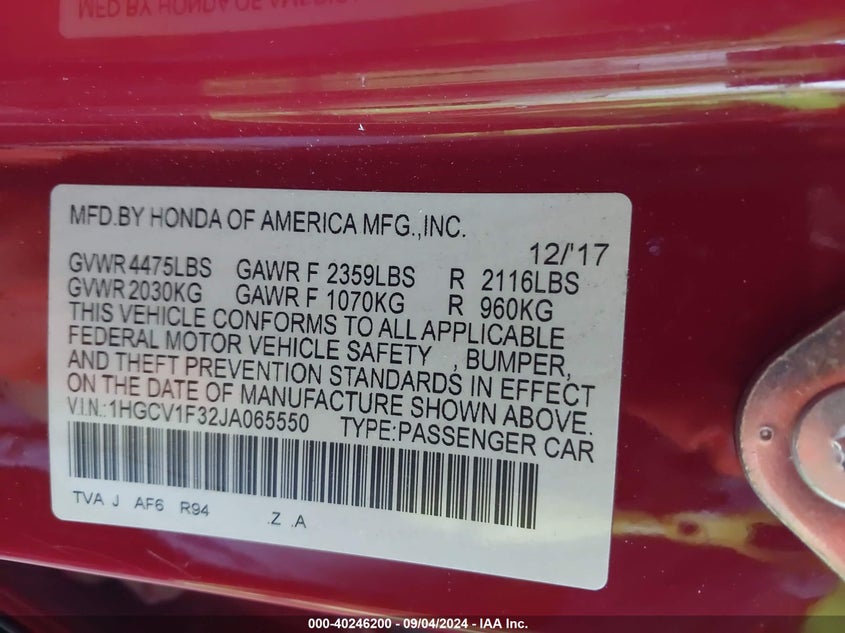 MFD.BY HONDA OF AMERICA MFG.,INC.
12/'17
GVWR 4475LBS GAWR F 2359LBS R 2116LBS
GVWR 2030KG GAWR F 1070KG R 960KG
THIS VEHICLE CONFORMS TO ALL APPLICABLE
FEDERAL MOTOR VEHICLE SAFETY , BUMPER,
AND THEFT PREVENTION STANDARDS IN EFFECT
ON THE DATE OF MANUFACTURE SHOWN ABOVE.
V.I.N.:1HGCV1F32JA065550 TYPE:PASSENGER CAR
TVA J AF6 R94 .Z .A
000-40246200 - 09/04/2024 - IAA Inc.